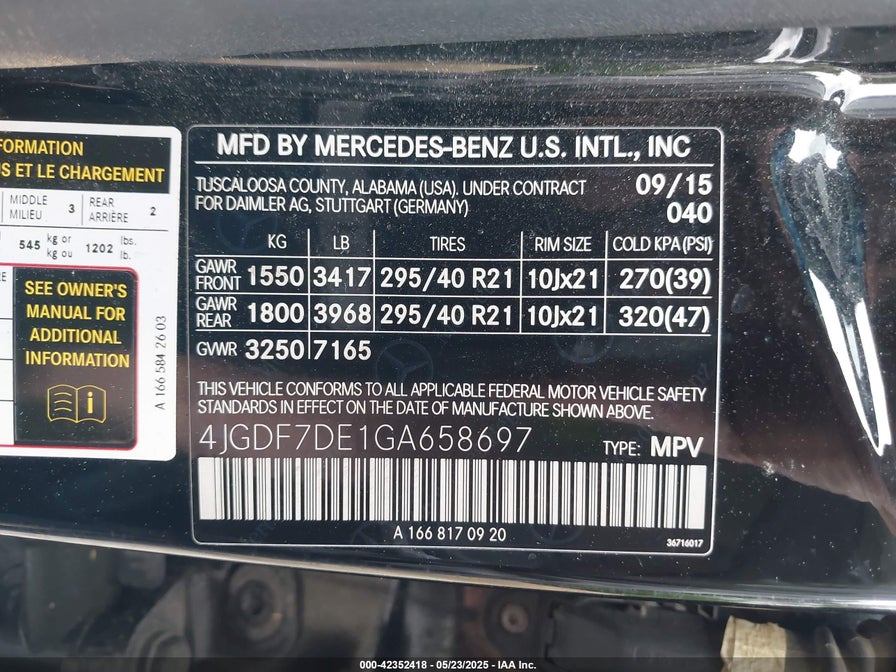 FORMATION
US ET LE CHARGEMENT
MIDDLE
MILIEU
3
REAR
ARRIÈRE
2
545 kg or
kg ou
1202 lbs.
lb.
SEE OWNER'S
MANUAL FOR
ADDITIONAL
INFORMATION
A 166 584 26 03
MFD BY MERCEDES-BENZ U.S. INTL., INC
TUSCALOOSA COUNTY, ALABAMA (USA). UNDER CONTRACT
FOR DAIMLER AG, STUTTGART (GERMANY)
09/15
040
KG LB TIRES RIM SIZE COLD KPA (PSI)
GAWR FRONT 1550 3417 295/40 R21 10Jx21 270(39)
GAWR REAR 1800 3968 295/40 R21 10Jx21 320(47)
GVWR 3250 7165
THIS VEHICLE CONFORMS TO ALL APPLICABLE FEDERAL MOTOR VEHICLE SAFETY
STANDARDS IN EFFECT ON THE DATE OF MANUFACTURE SHOWN ABOVE.
4JGDF7DE1GA658697 TYPE: MPV
A 166 817 09 20
36716017
000-42352418 - 05/23/2025 - IAA Inc.